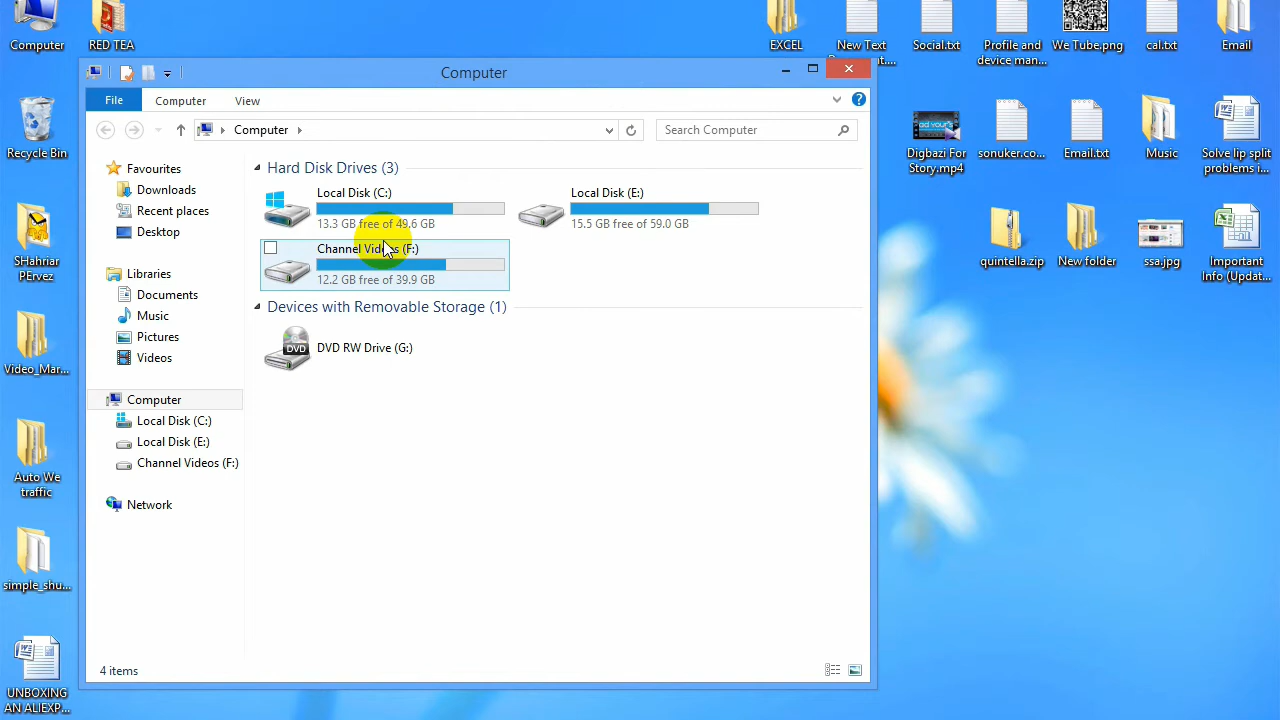 Computer
RED TEA
EXCEL
New Text
Document....
Social.txt
Profile and
device man...
We Tube.png
cal.txt
Email
Computer
File
Computer
View
Computer
Search Computer
Recycle Bin
Digbazi For
Story.mp4
sonuker.co...
Email.txt
Music
Solve lip split
problems i...
Favourites
Downloads
Recent places
Desktop
Libraries
Documents
Music
Pictures
Videos
Computer
Local Disk (C:)
Local Disk (E:)
Channel Videos (F:)
Network
Hard Disk Drives (3)
Local Disk (C:)
13.3 GB free of 49.6 GB
Local Disk (E:)
15.5 GB free of 59.0 GB
Channel Videos (F:)
12.2 GB free of 39.9 GB
Devices with Removable Storage (1)
DVD
DVD RW Drive (G:)
SHahriar
PErvez
quintella.zip
New folder
ssa.jpg
Important
Info (Updat...
Video_Mar...
Auto We
traffic
simple_shu...
UNBOXING
AN ALIEXP...
4 items